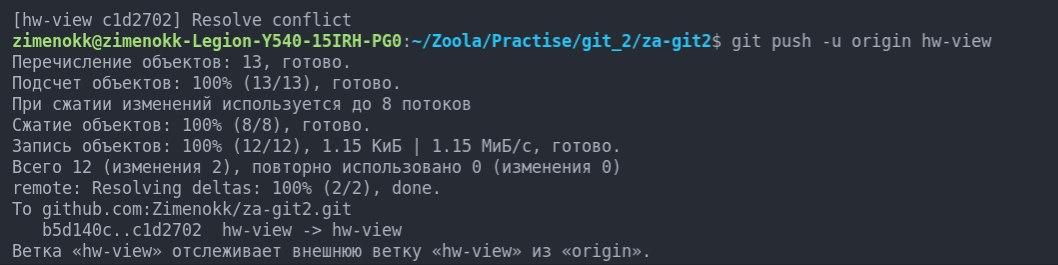 [hw-view c1d2702] Resolve conflict
zimenokk@zimenokk-Legion-Y540-15IRH-PG0:~/Zoola/Practise/git_2/za-git2$ git push -u origin hw-view
Перечисление объектов: 13, готово.
Подсчет объектов: 100% (13/13), готово.
При сжатии изменений используется до 8 потоков
Сжатие объектов: 100% (8/8), готово.
Запись объектов: 100% (12/12), 1.15 КиБ | 1.15 МиБ/с, готово.
Всего 12 (изменения 2), повторно использовано 0 (изменения 0)
remote: Resolving deltas: 100% (2/2), done.
To github.com:Zimenokk/za-git2.git
   b5d140c..c1d2702  hw-view -> hw-view
Ветка «hw-view» отслеживает внешнюю ветку «hw-view» из «origin».